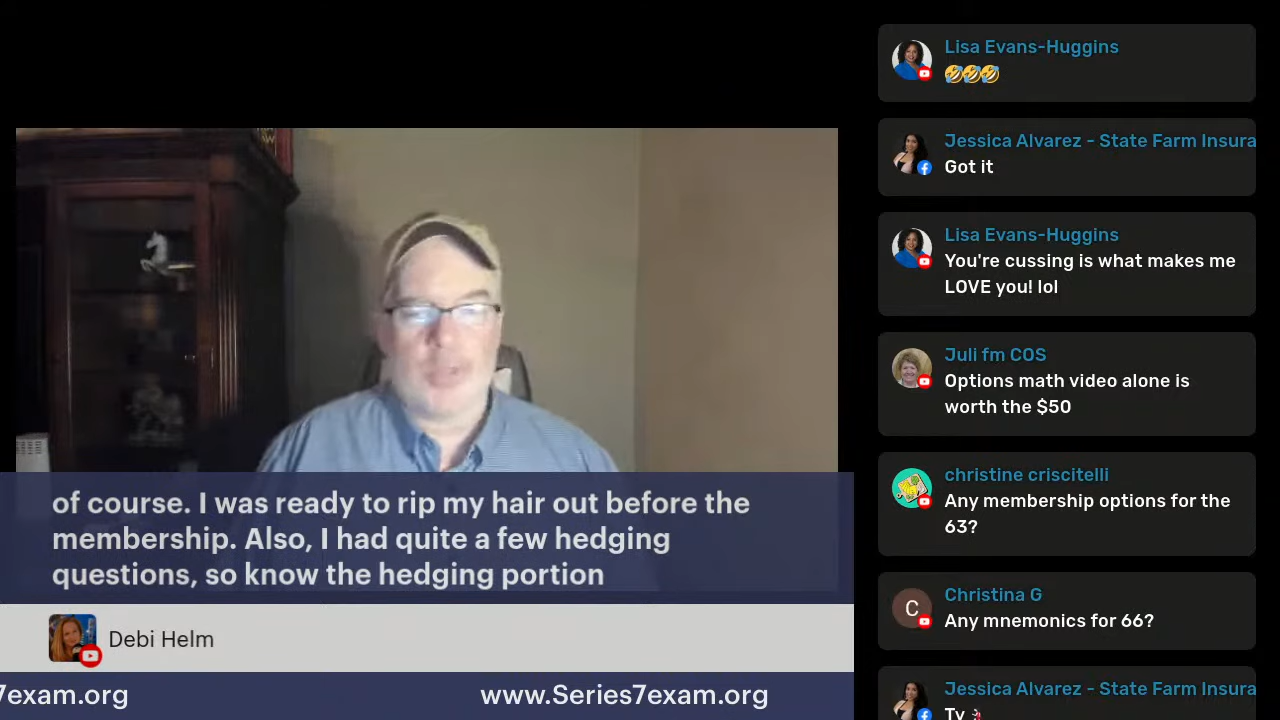 of course. I was ready to rip my hair out before the
membership. Also, I had quite a few hedging
questions, so know the hedging portion
Debi Helm
7exam.org
www.Series7exam.org
Lisa Evans-Huggins
🤣🤣🤣
Jessica Alvarez - State Farm Insura
Got it
Lisa Evans-Huggins
You're cussing is what makes me
LOVE you! lol
Juli fm COS
Options math video alone is
worth the $50
christine criscitelli
Any membership options for the
63?
C
Christina G
Any mnemonics for 66?
Jessica Alvarez - State Farm Insura
Ty